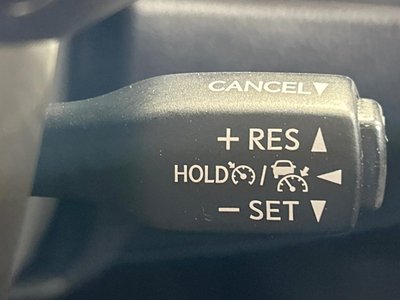 CANCEL▼
+ RES ▲
HOLD / ◄
− SET ▼